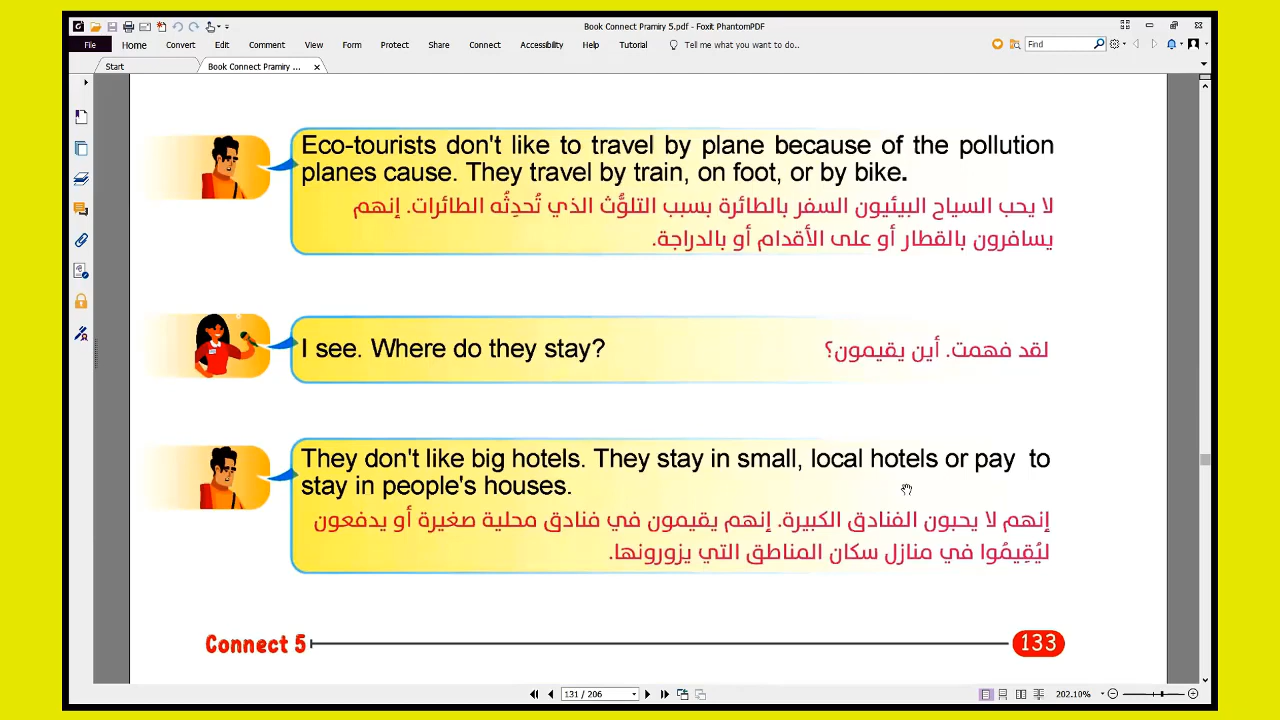 Book Connect Pramiry 5.pdf - Foxit PhantomPDF
File Home Convert Edit Comment View Form Protect Share Connect Accessibility Help Tutorial Tell me what you want to do.. Find
Start Book Connect Pramiry ...
Eco-tourists don't like to travel by plane because of the pollution
planes cause. They travel by train, on foot, or by bike.
لا يحب السياح البيئيون السفر بالطائرة بسبب التلوُّث الذي تُحدِثُه الطائرات. إنهم
يسافرون بالقطار أو على الأقدام أو بالدراجة.
I see. Where do they stay?
لقد فهمت. أين يقيمون؟
They don't like big hotels. They stay in small, local hotels or pay to
stay in people's houses.
إنهم لا يحبون الفنادق الكبيرة. إنهم يقيمون في فنادق محلية صغيرة أو يدفعون
ليُقِيمُوا في منازل سكان المناطق التي يزورونها.
Connect 5
133
131 / 206
202.10%